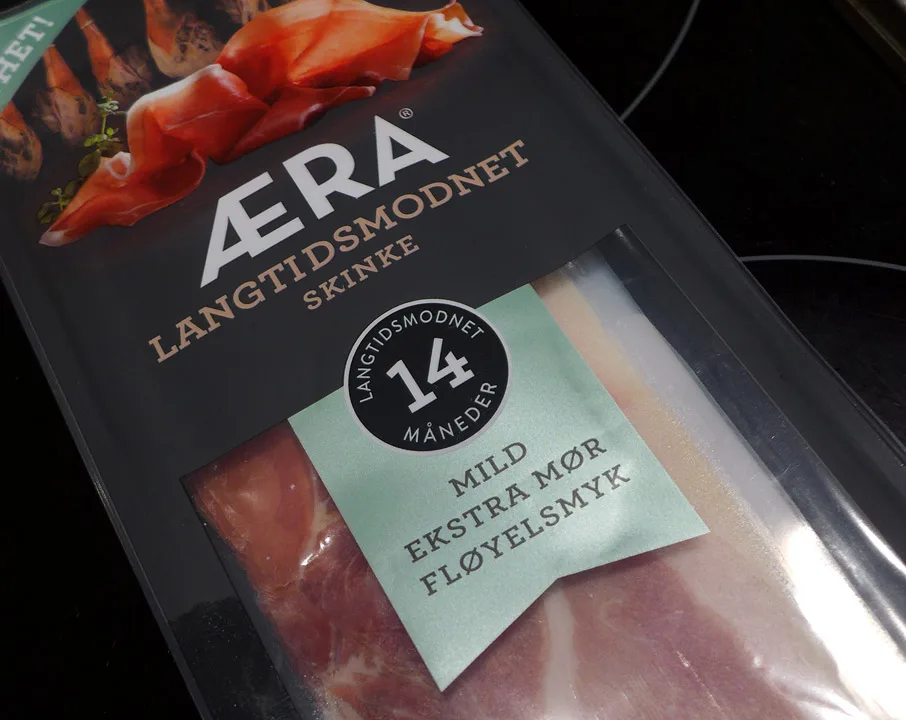 HET!
ÆRA®
LANGTIDSMODNET
SKINKE
LANGTIDSMODNET
14
MÅNEDER
MILD
EKSTRA MØR
FLØYELSMYK